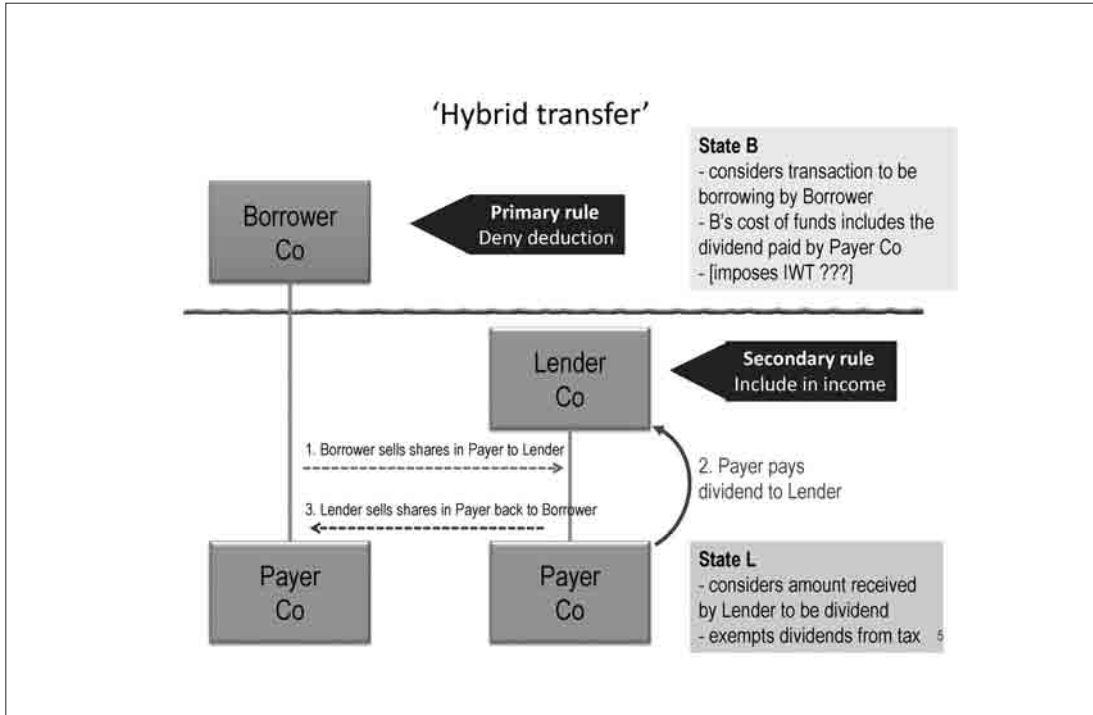 ‘Hybrid transfer’
Borrower
Co
Primary rule
Deny deduction
State B
- considers transaction to be
borrowing by Borrower
- B's cost of funds includes the
dividend paid by Payer Co
- [imposes IWT ???]
Lender
Co
Secondary rule
Include in income
1. Borrower sells shares in Payer to Lender
2. Payer pays
dividend to Lender
3. Lender sells shares in Payer back to Borrower
Payer
Co
Payer
Co
State L
- considers amount received
by Lender to be dividend
- exempts dividends from tax
5